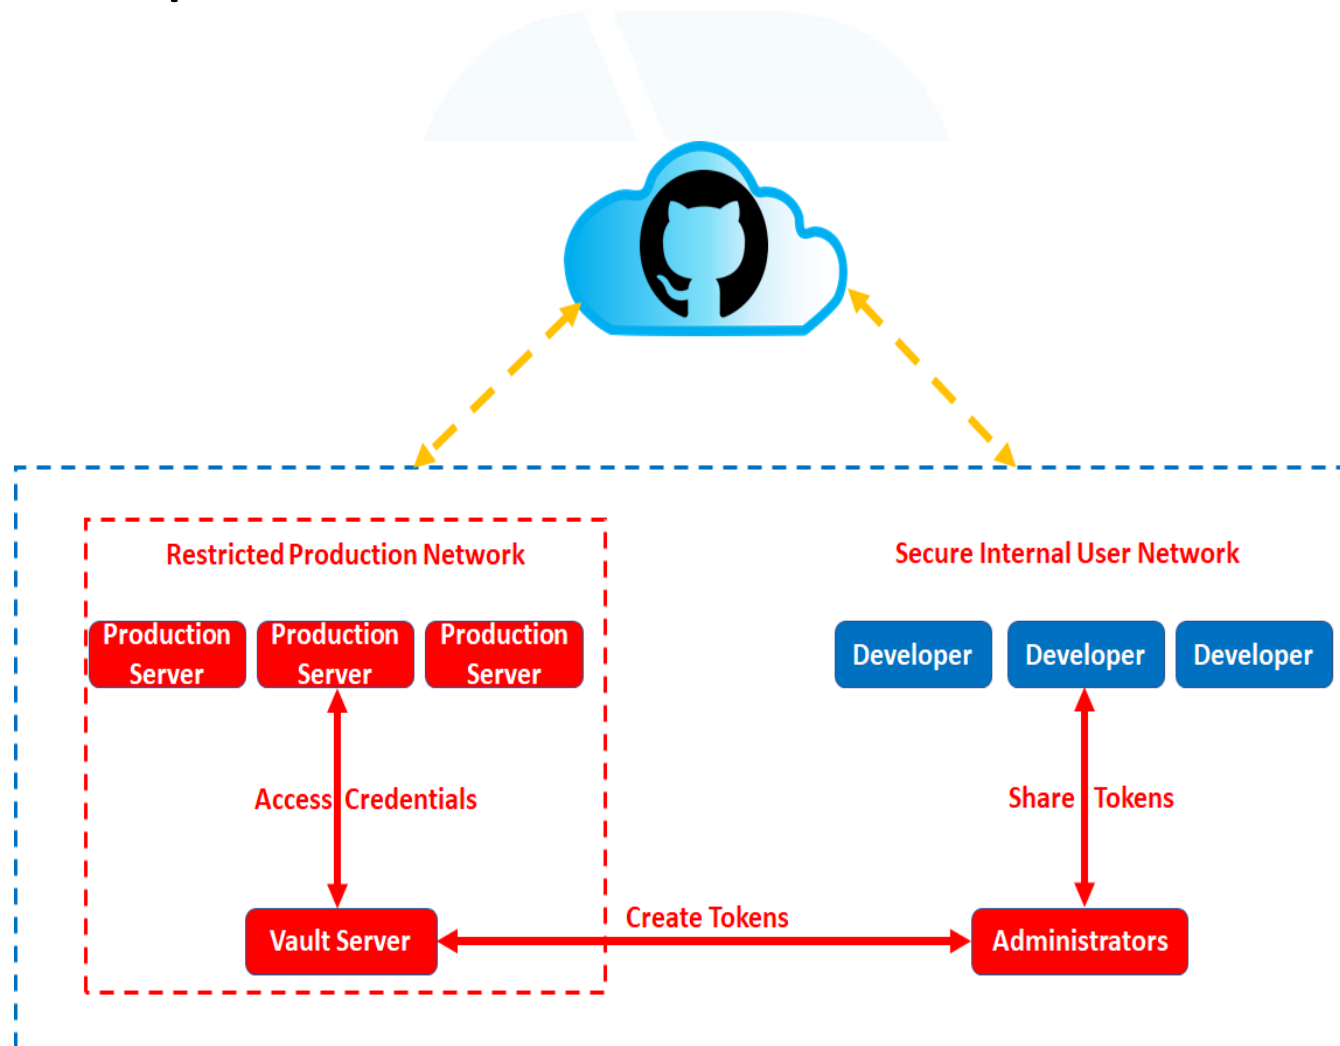 Restricted Production Network
Secure Internal User Network
Production
Server
Production
Server
Production
Server
Developer
Developer
Developer
Access Credentials
Share Tokens
Create Tokens
Vault Server
Administrators